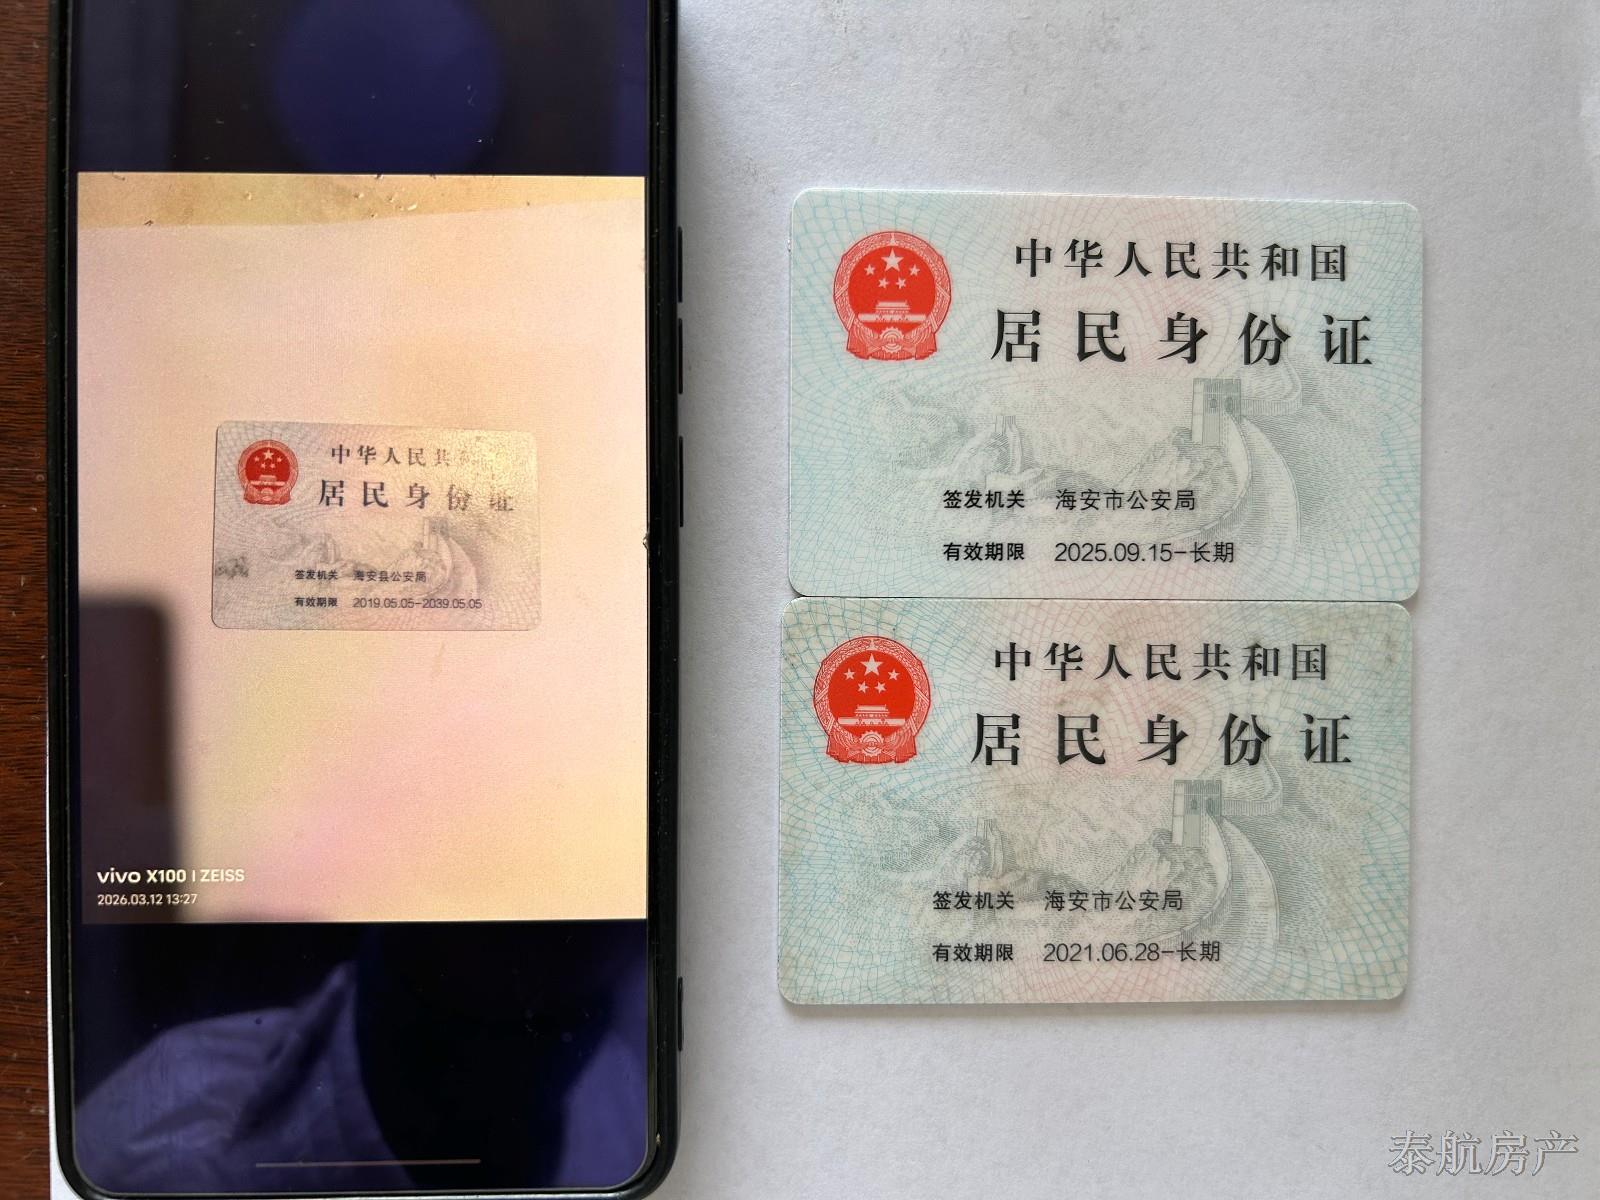 中华人民共
居民身份证
签发机关 海安县公安局
有效期限 2019.05.05-2039.05.05
vivo X100 | ZEISS
2026.03.12 13:27
中华人民共和国
居民身份证
签发机关 海安市公安局
有效期限 2025.09.15-长期
中华人民共和国
居民身份证
签发机关 海安市公安局
有效期限 2021.06.28-长期
泰航房产